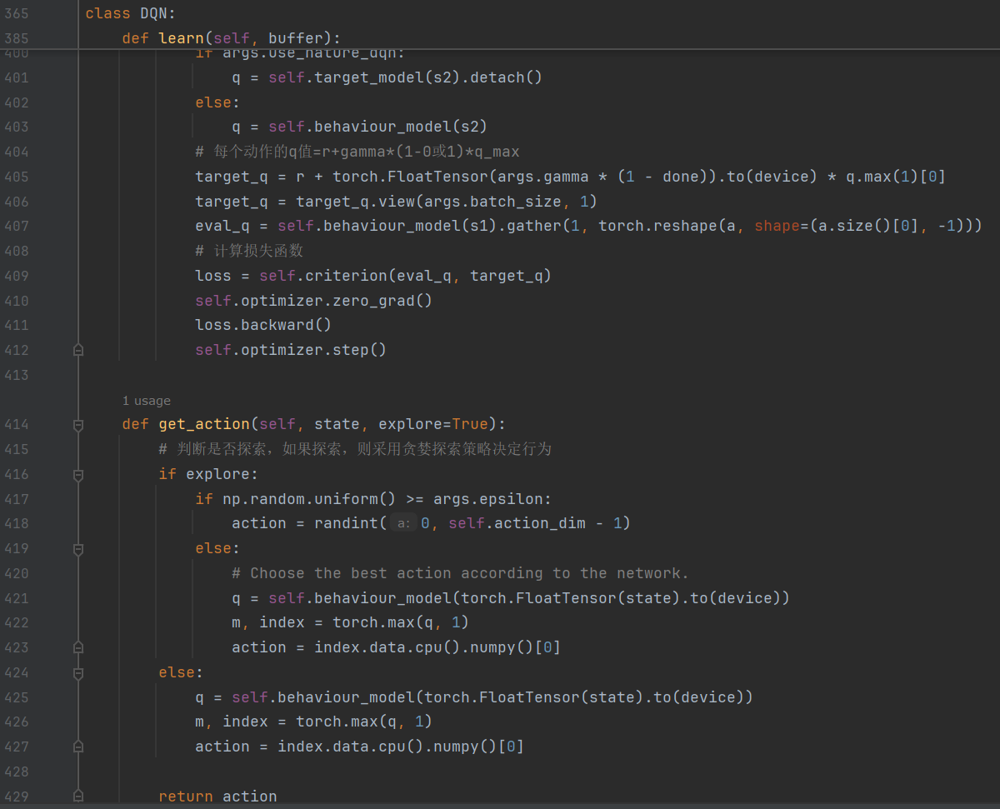 365 class DQN:
385     def learn(self, buffer):
400             if args.use_nature_dqn:
401                 q = self.target_model(s2).detach()
402             else:
403                 q = self.behaviour_model(s2)
404             # 每个动作的q值=r+gamma*(1-0或1)*q_max
405             target_q = r + torch.FloatTensor(args.gamma * (1 - done)).to(device) * q.max(1)[0]
406             target_q = target_q.view(args.batch_size, 1)
407             eval_q = self.behaviour_model(s1).gather(1, torch.reshape(a, shape=(a.size()[0], -1)))
408             # 计算损失函数
409             loss = self.criterion(eval_q, target_q)
410             self.optimizer.zero_grad()
411             loss.backward()
412             self.optimizer.step()
413
1 usage
414     def get_action(self, state, explore=True):
415         # 判断是否探索，如果探索，则采用贪婪探索策略决定行为
416         if explore:
417             if np.random.uniform() >= args.epsilon:
418                 action = randint( a: 0, self.action_dim - 1)
419             else:
420                 # Choose the best action according to the network.
421                 q = self.behaviour_model(torch.FloatTensor(state).to(device))
422                 m, index = torch.max(q, 1)
423                 action = index.data.cpu().numpy()[0]
424         else:
425             q = self.behaviour_model(torch.FloatTensor(state).to(device))
426             m, index = torch.max(q, 1)
427             action = index.data.cpu().numpy()[0]
428
429         return action